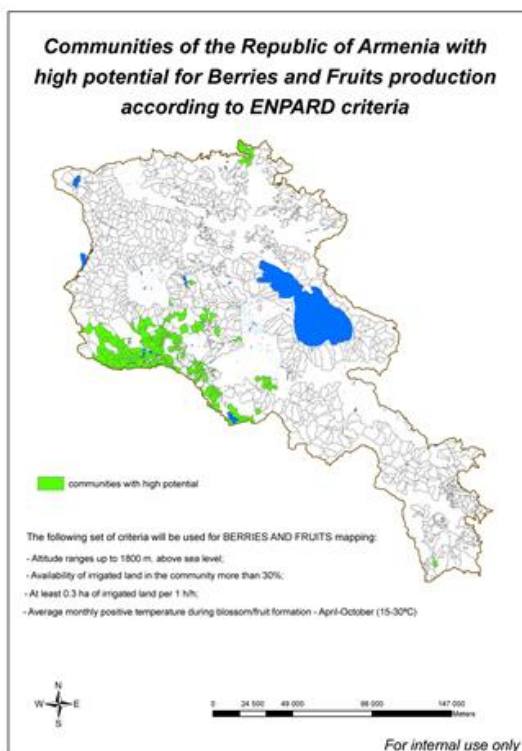 Communities of the Republic of Armenia with
high potential for Berries and Fruits production
according to ENPARD criteria
communities with high potential
The following set of criteria will be used for BERRIES AND FRUITS mapping:
- Altitude ranges up to 1800 m. above sea level;
- Availability of irrigated land in the community more than 30%;
- At least 0.3 ha of irrigated land per 1 h/h;
- Average monthly positive temperature during blossom/fruit formation - April-October (15-30ºC)
N
W E
S
0 24 500 49 000 98 000 147 000
Meters
For internal use only